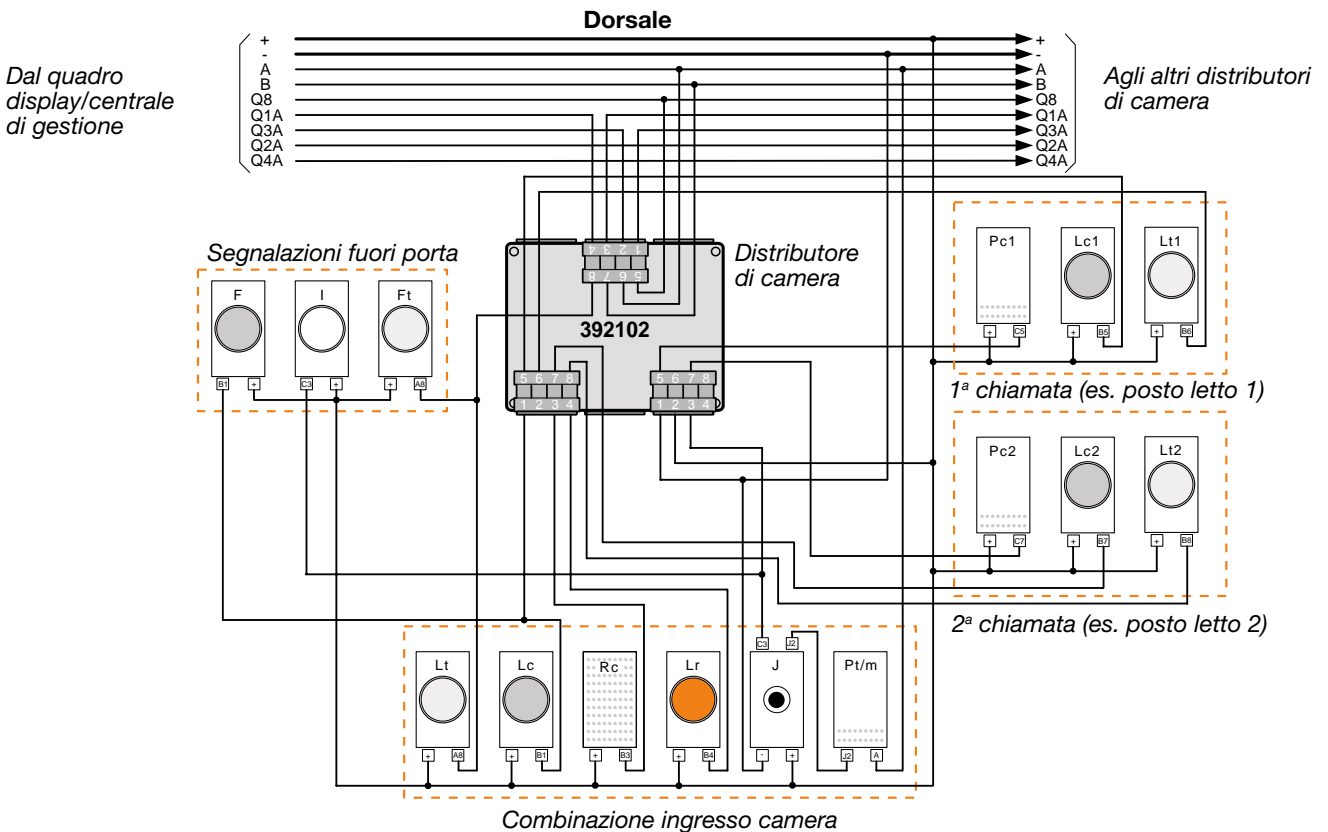 Dorsale
Dal quadro
display/centrale
di gestione
+
-
A
B
Q8
Q1A
Q3A
Q2A
Q4A
+
-
A
B
Q8
Q1A
Q3A
Q2A
Q4A
Agli altri distributori
di camera
Segnalazioni fuori porta
F
I
Ft
B1
+
C3
+
+
A8
4 3 2 1
8 7 6 5
392102
5 6 7 8
1 2 3 4
5 6 7 8
1 2 3 4
Distributore
di camera
Pc1
Lc1
Lt1
+
C5
+
B5
+
B6
1ª chiamata (es. posto letto 1)
Pc2
Lc2
Lt2
+
C7
+
B7
+
B8
2ª chiamata (es. posto letto 2)
C3
J2
Lt
Lc
Rc
Lr
J
Pt/m
+
A8
+
B1
+
B3
+
B4
-
+
J2
A
Combinazione ingresso camera